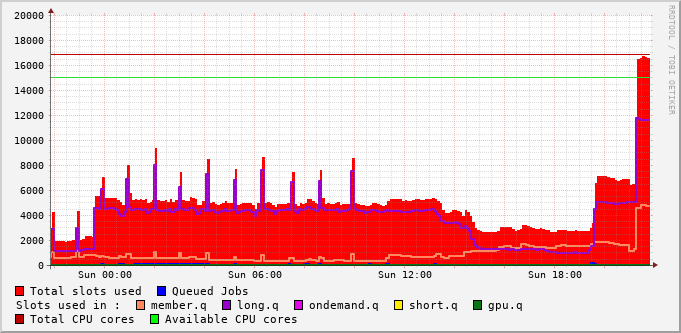 20000
18000
16000
14000
12000
10000
8000
6000
4000
2000
0
Sun 00:00 Sun 06:00 Sun 12:00 Sun 18:00
RRDTOOL / TOBI OETIKER
Total slots used Queued Jobs
Slots used in : member.q long.q ondemand.q short.q gpu.q
Total CPU cores Available CPU cores